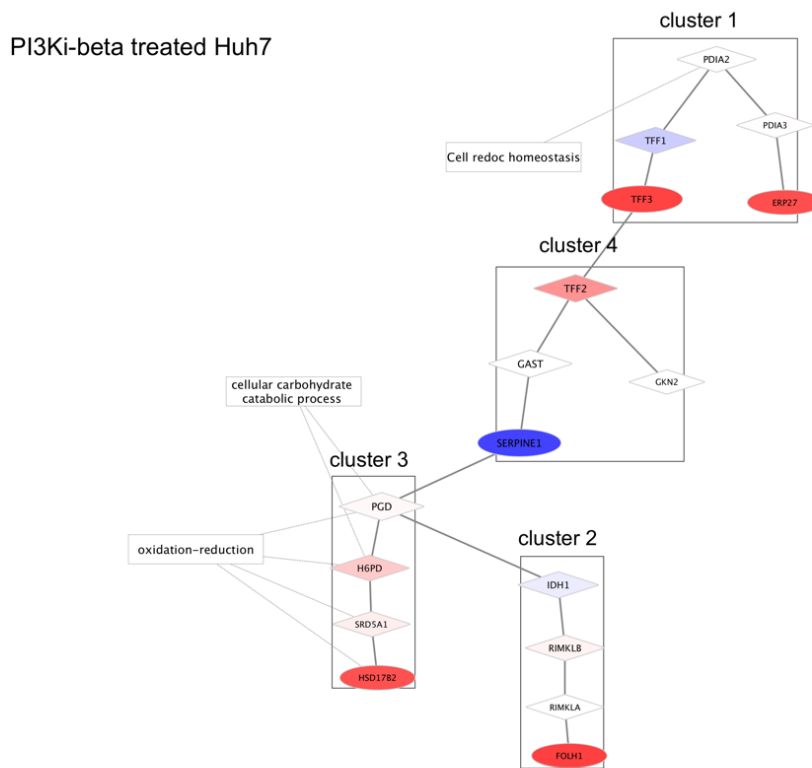 cluster 1
PI3Ki-beta treated Huh7
PDIA2
PDIA3
TFF1
Cell redoc homeostasis
TFF3
ERP27
cluster 4
TFF2
GAST
GKN2
cellular carbohydrate
catabolic process
SERPINE1
cluster 3
PGD
cluster 2
oxidation-reduction
H6PD
IDH1
SRD5A1
RIMKLB
HSD17B2
RIMKLA
FOLH1